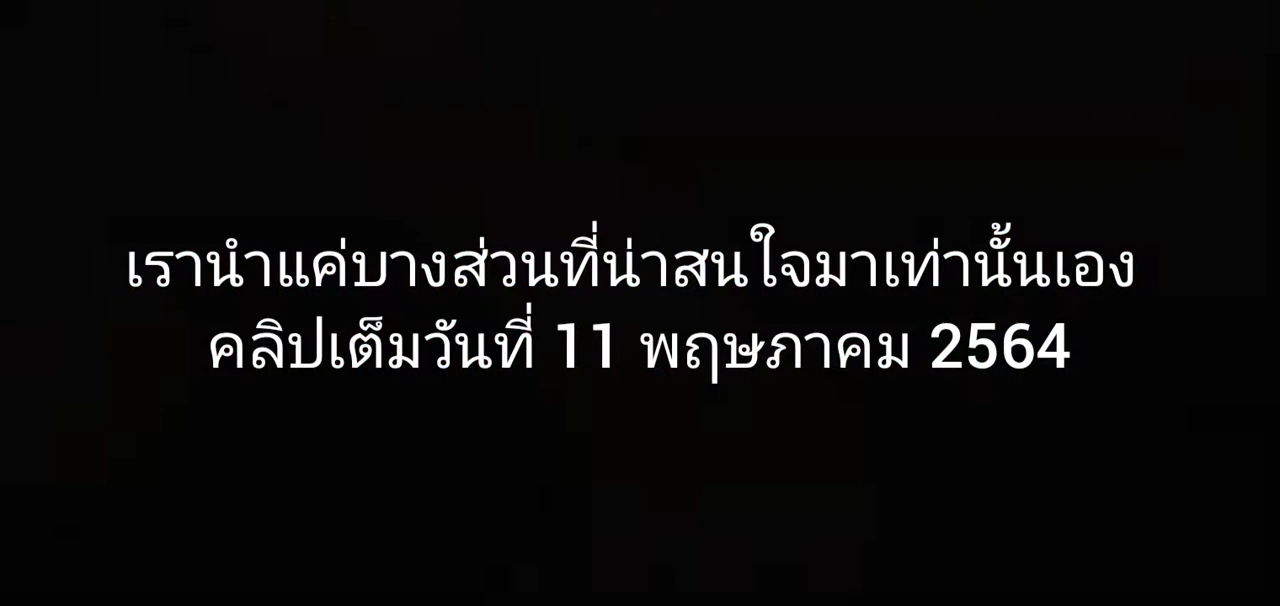 เรานำแค่บางส่วนที่น่าสนใจมาเท่านั้นเอง
คลิปเต็มวันที่ 11 พฤษภาคม 2564